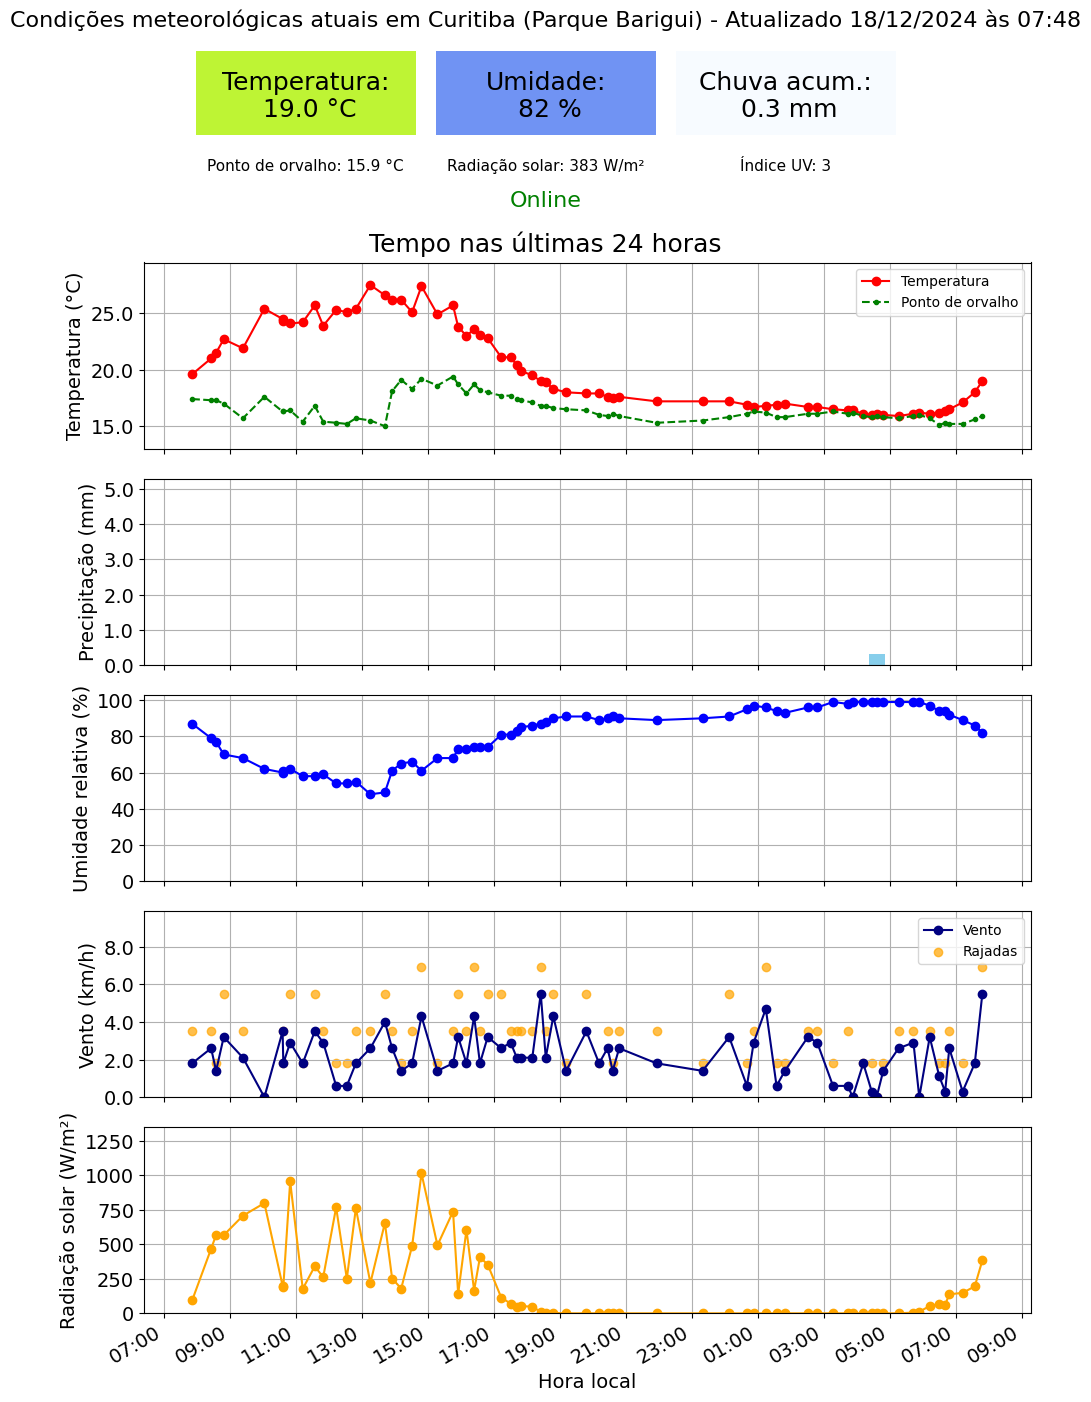 Condições meteorológicas atuais em Curitiba (Parque Barigui) - Atualizado 18/12/2024 às 07:48
Temperatura:
19.0 °C
Umidade:
82 %
Chuva acum.:
0.3 mm
Ponto de orvalho: 15.9 °C
Radiação solar: 383 W/m²
Índice UV: 3
Online
Tempo nas últimas 24 horas
Temperatura (°C)
25.0
20.0
15.0
Temperatura
Ponto de orvalho
Precipitação (mm)
5.0
4.0
3.0
2.0
1.0
0.0
Umidade relativa (%)
100
80
60
40
20
0
Vento (km/h)
8.0
6.0
4.0
2.0
0.0
Vento
Rajadas
Radiação solar (W/m²)
1250
1000
750
500
250
0
07:00
09:00
11:00
13:00
15:00
17:00
19:00
21:00
23:00
01:00
03:00
05:00
07:00
09:00
Hora local